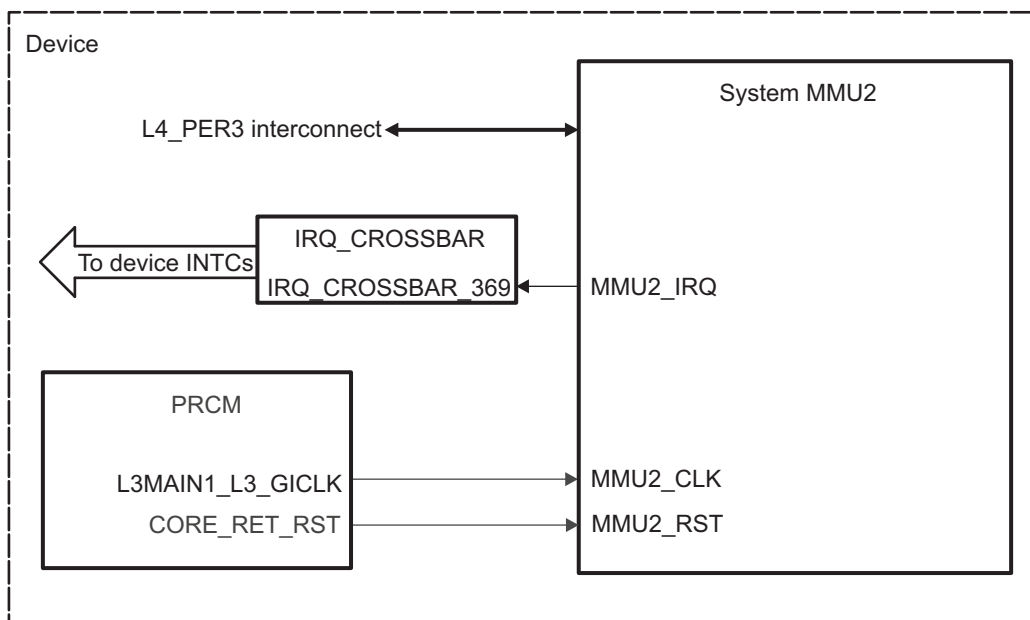 Device
System MMU2
L4_PER3 interconnect
IRQ_CROSSBAR
To device INTCs
IRQ_CROSSBAR_369
MMU2_IRQ
PRCM
L3MAIN1_L3_GICLK
MMU2_CLK
CORE_RET_RST
MMU2_RST